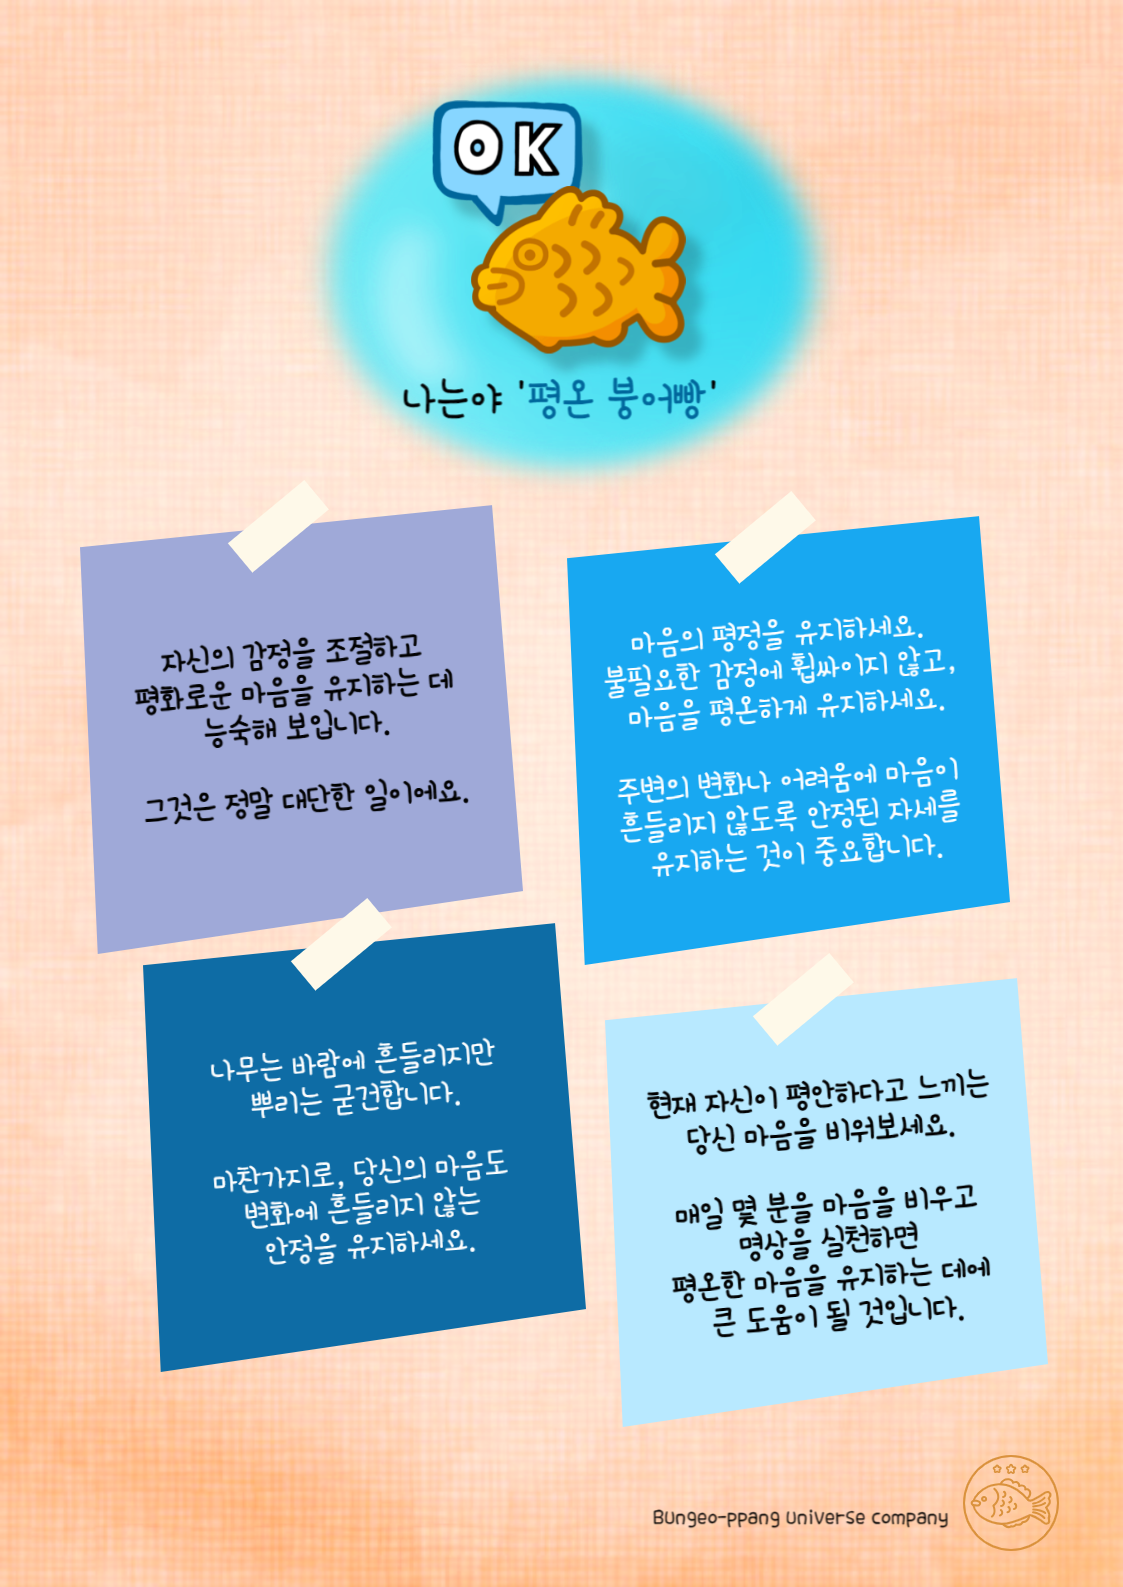 OK
나는야 '평온 붕어빵'
자신의 감정을 조절하고
평화로운 마음을 유지하는 데
능숙해 보입니다.
그것은 정말 대단한 일이에요.
마음의 평정을 유지하세요.
불필요한 감정에 휩싸이지 않고,
마음을 평온하게 유지하세요.
주변의 변화나 어려움에 마음이
흔들리지 않도록 안정된 자세를
유지하는 것이 중요합니다.
나무는 바람에 흔들리지만
뿌리는 굳건합니다.
마찬가지로, 당신의 마음도
변화에 흔들리지 않는
안정을 유지하세요.
현재 자신이 평안하다고 느끼는
당신 마음을 비워보세요.
매일 몇 분을 마음을 비우고
명상을 실천하면
평온한 마음을 유지하는 데에
큰 도움이 될 것입니다.
BUngeo-ppang UniverSe company